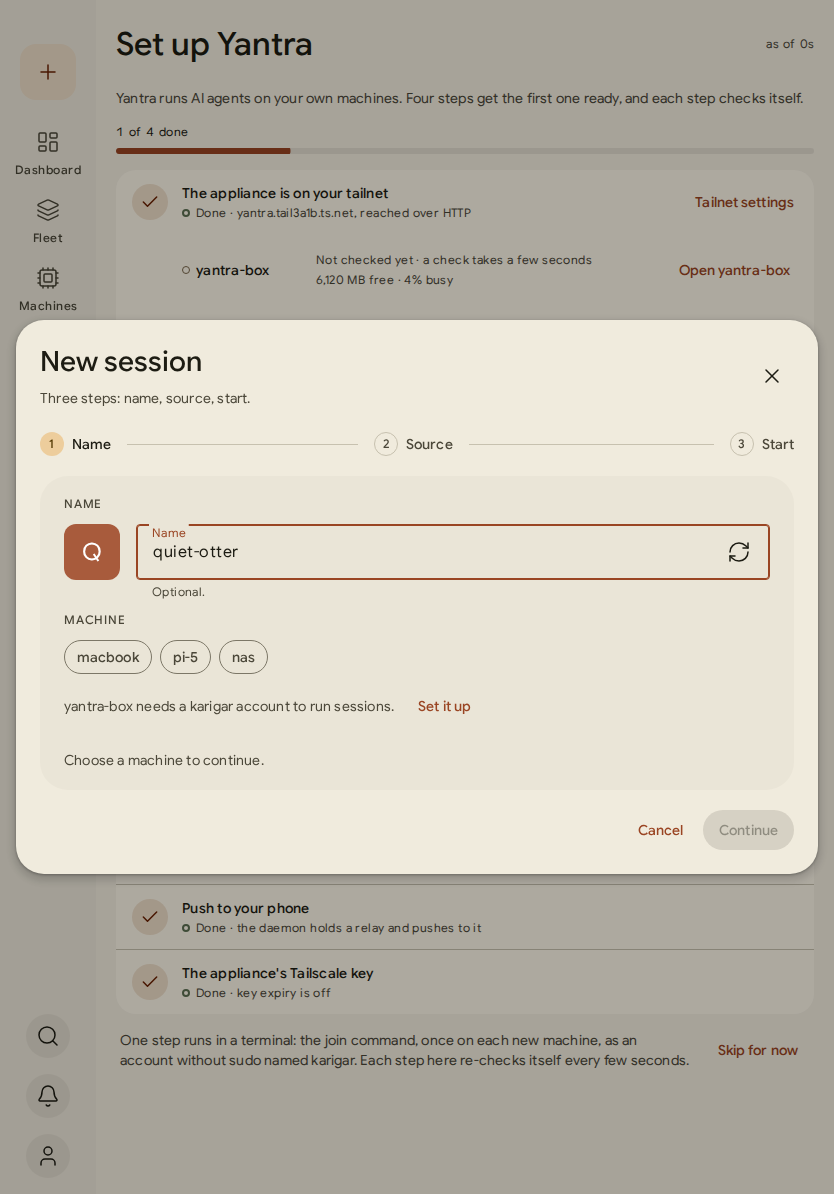 Set up Yantra
as of 0s
Yantra runs AI agents on your own machines. Four steps get the first one ready, and each step checks itself.
1 of 4 done
Dashboard
Fleet
Machines
The appliance is on your tailnet
Done · yantra.tail3a1b.ts.net, reached over HTTP
Tailnet settings
yantra-box
Not checked yet · a check takes a few seconds
6,120 MB free · 4% busy
Open yantra-box
New session
Three steps: name, source, start.
1 Name
2 Source
3 Start
NAME
Q
Name
quiet-otter
Optional.
MACHINE
macbook
pi-5
nas
yantra-box needs a karigar account to run sessions.
Set it up
Choose a machine to continue.
Cancel
Continue
Push to your phone
Done · the daemon holds a relay and pushes to it
The appliance's Tailscale key
Done · key expiry is off
One step runs in a terminal: the join command, once on each new machine, as an
account without sudo named karigar. Each step here re-checks itself every few seconds.
Skip for now